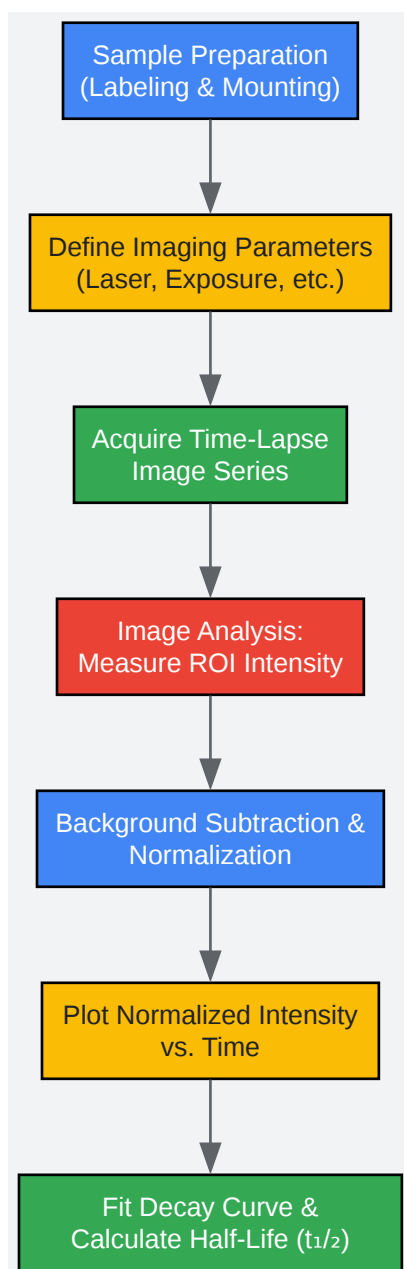 Sample Preparation
(Labeling & Mounting)
Define Imaging Parameters
(Laser, Exposure, etc.)
Acquire Time-Lapse
Image Series
Image Analysis:
Measure ROI Intensity
Background Subtraction &
Normalization
Plot Normalized Intensity
vs. Time
Fit Decay Curve &
Calculate Half-Life (t₁/₂)